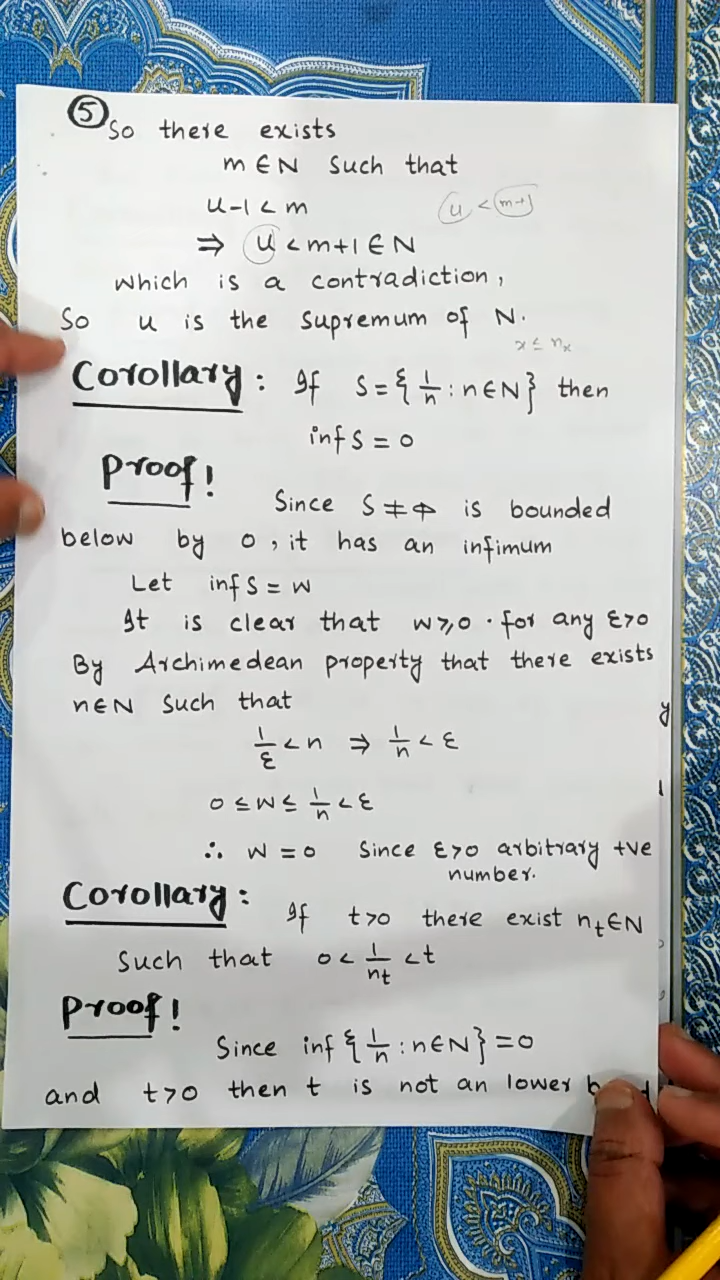 ⑤ So there exists
m ∈ N such that
u-1 < m
u < m+1
⇒ u < m+1 ∈ N
Which is a contradiction,
So u is the supremum of N.
x ≤ nₓ
Corollary: If S = { 1/n : n ∈ N } then
inf S = 0
Proof!
Since S ≠ Φ is bounded
below by 0, it has an infimum
Let inf S = W
It is clear that W ⩾ 0 . for any ε > 0
By Archimedean property that there exists
n ∈ N such that
1/ε < n ⇒ 1/n < ε
0 ≤ W ≤ 1/n < ε
∴ W = 0 Since ε > 0 arbitrary +ve
number.
Corollary: If t > 0 there exist nₜ ∈ N
Such that 0 < 1/nₜ < t
Proof!
Since inf { 1/n : n ∈ N } = 0
and t > 0 then t is not an lower
y